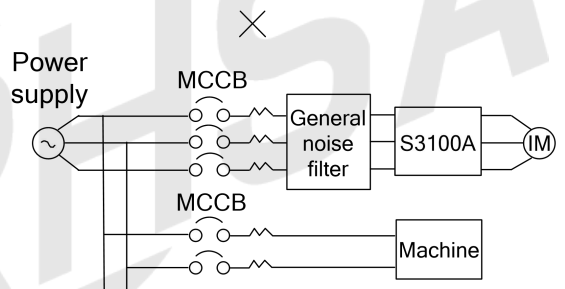 Power
supply
MCCB
General
noise
filter
S3100A
IM
MCCB
Machine